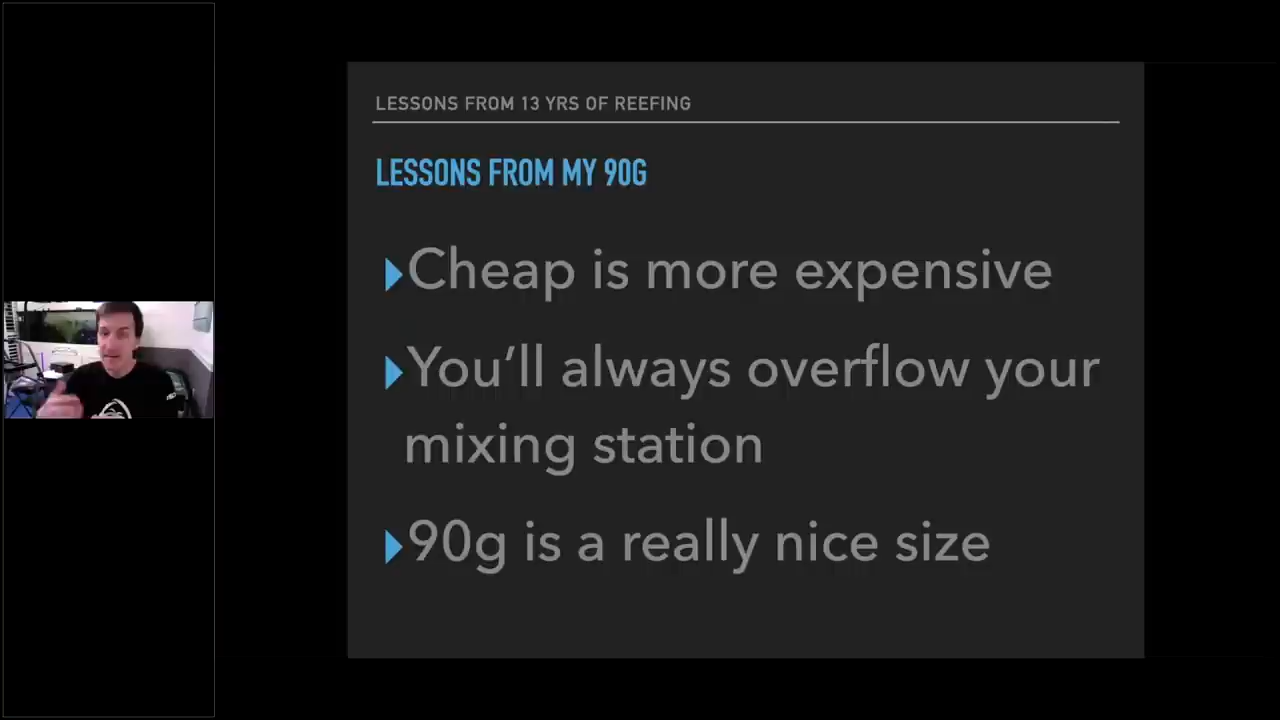 LESSONS FROM 13 YRS OF REEFING
LESSONS FROM MY 90G
Cheap is more expensive
You’ll always overflow your
mixing station
90g is a really nice size